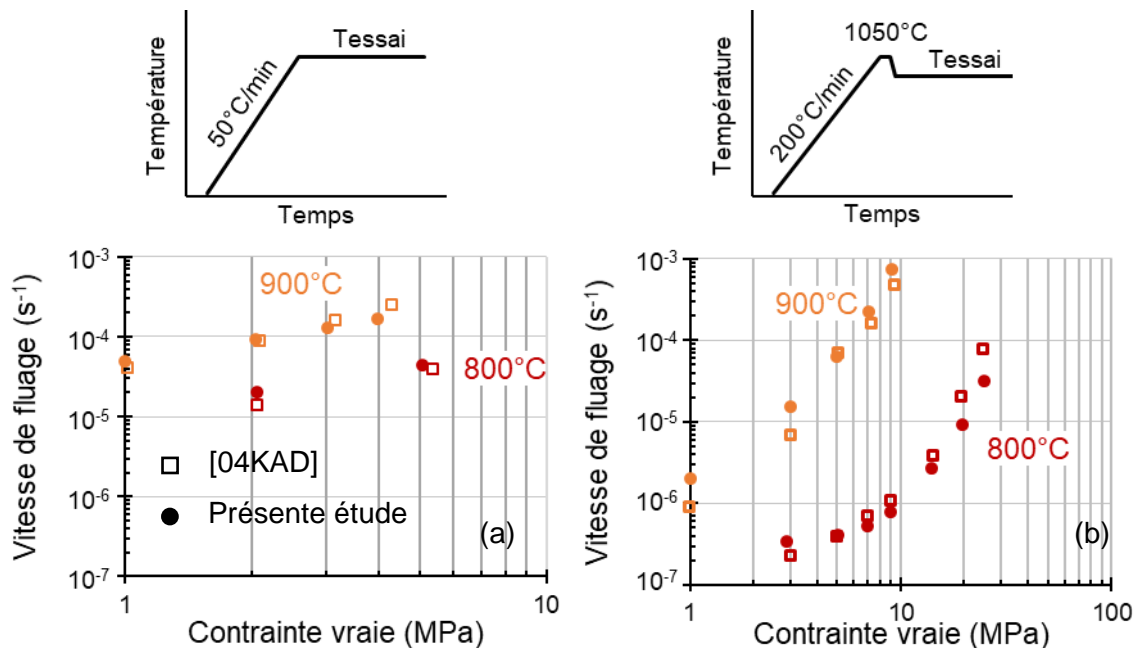 Température
50°C/min
Tessai
Temps
Température
200°C/min
1050°C
Tessai
Temps
Vitesse de fluage (s⁻¹)
10⁻³
10⁻⁴
10⁻⁵
10⁻⁶
10⁻⁷
900°C
800°C
[04KAD]
Présente étude
(a)
1
10
Contrainte vraie (MPa)
Vitesse de fluage (s⁻¹)
10⁻³
10⁻⁴
10⁻⁵
10⁻⁶
10⁻⁷
900°C
800°C
(b)
1
10
100
Contrainte vraie (MPa)